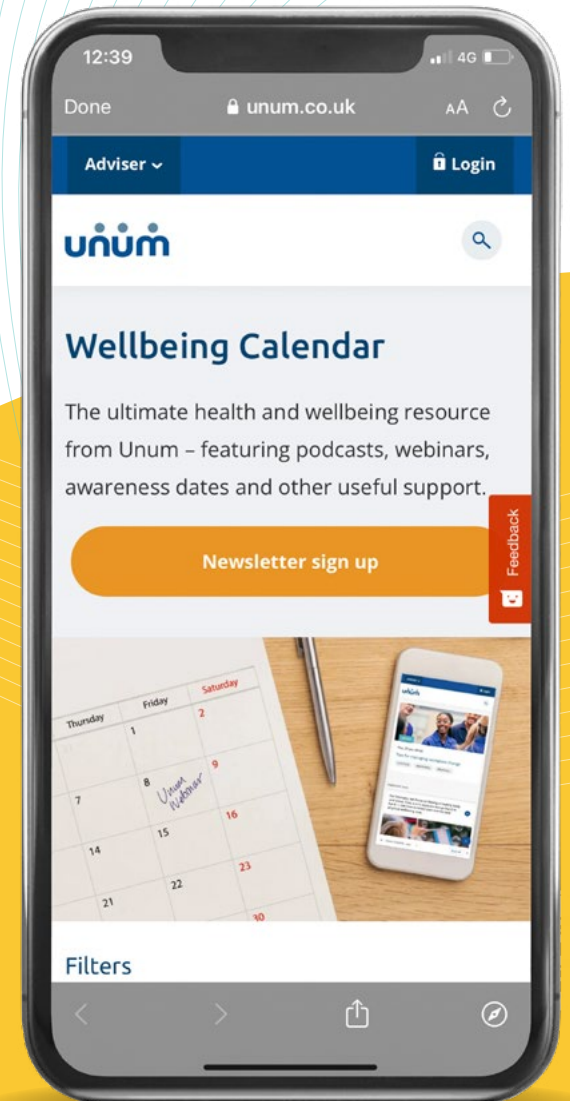 12:39
4G
Done
unum.co.uk
AA
Adviser
Login
unum
Wellbeing Calendar
The ultimate health and wellbeing resource
from Unum – featuring podcasts, webinars,
awareness dates and other useful support.
Feedback
Newsletter sign up
Thursday Friday Saturday
1 2
7 8 9
Unum
Webinar
14 15 16
21 22 23
30
unum
Filters